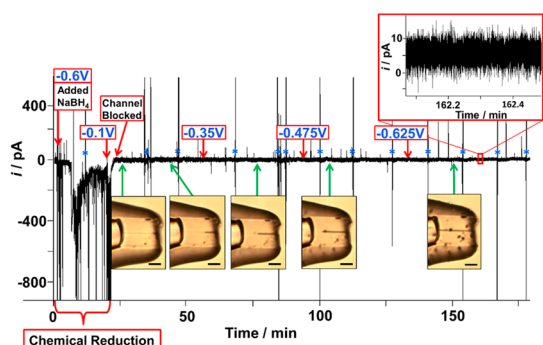 i / pA
10
0
162.2
162.4
Time / min
-0.6V
Added
NaBH4
Channel
Blocked
-0.1V
-0.35V
-0.475V
-0.625V
i / pA
400
0
-400
-800
0
50
100
150
Time / min
Chemical Reduction